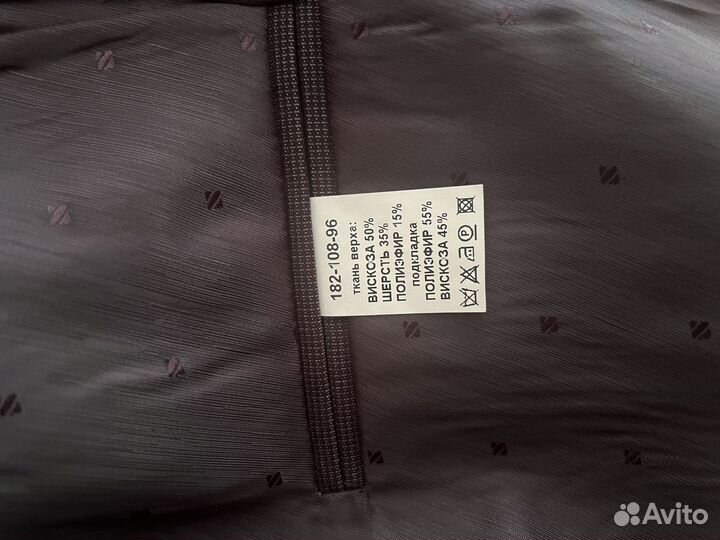 182-108-96
ткань верха:
ВИСКОЗА 50%
ШЕРСТЬ 35%
ПОЛИЭФИР 15%
подкладка
ПОЛИЭФИР 55%
ВИСКОЗА 45%
P
Avito